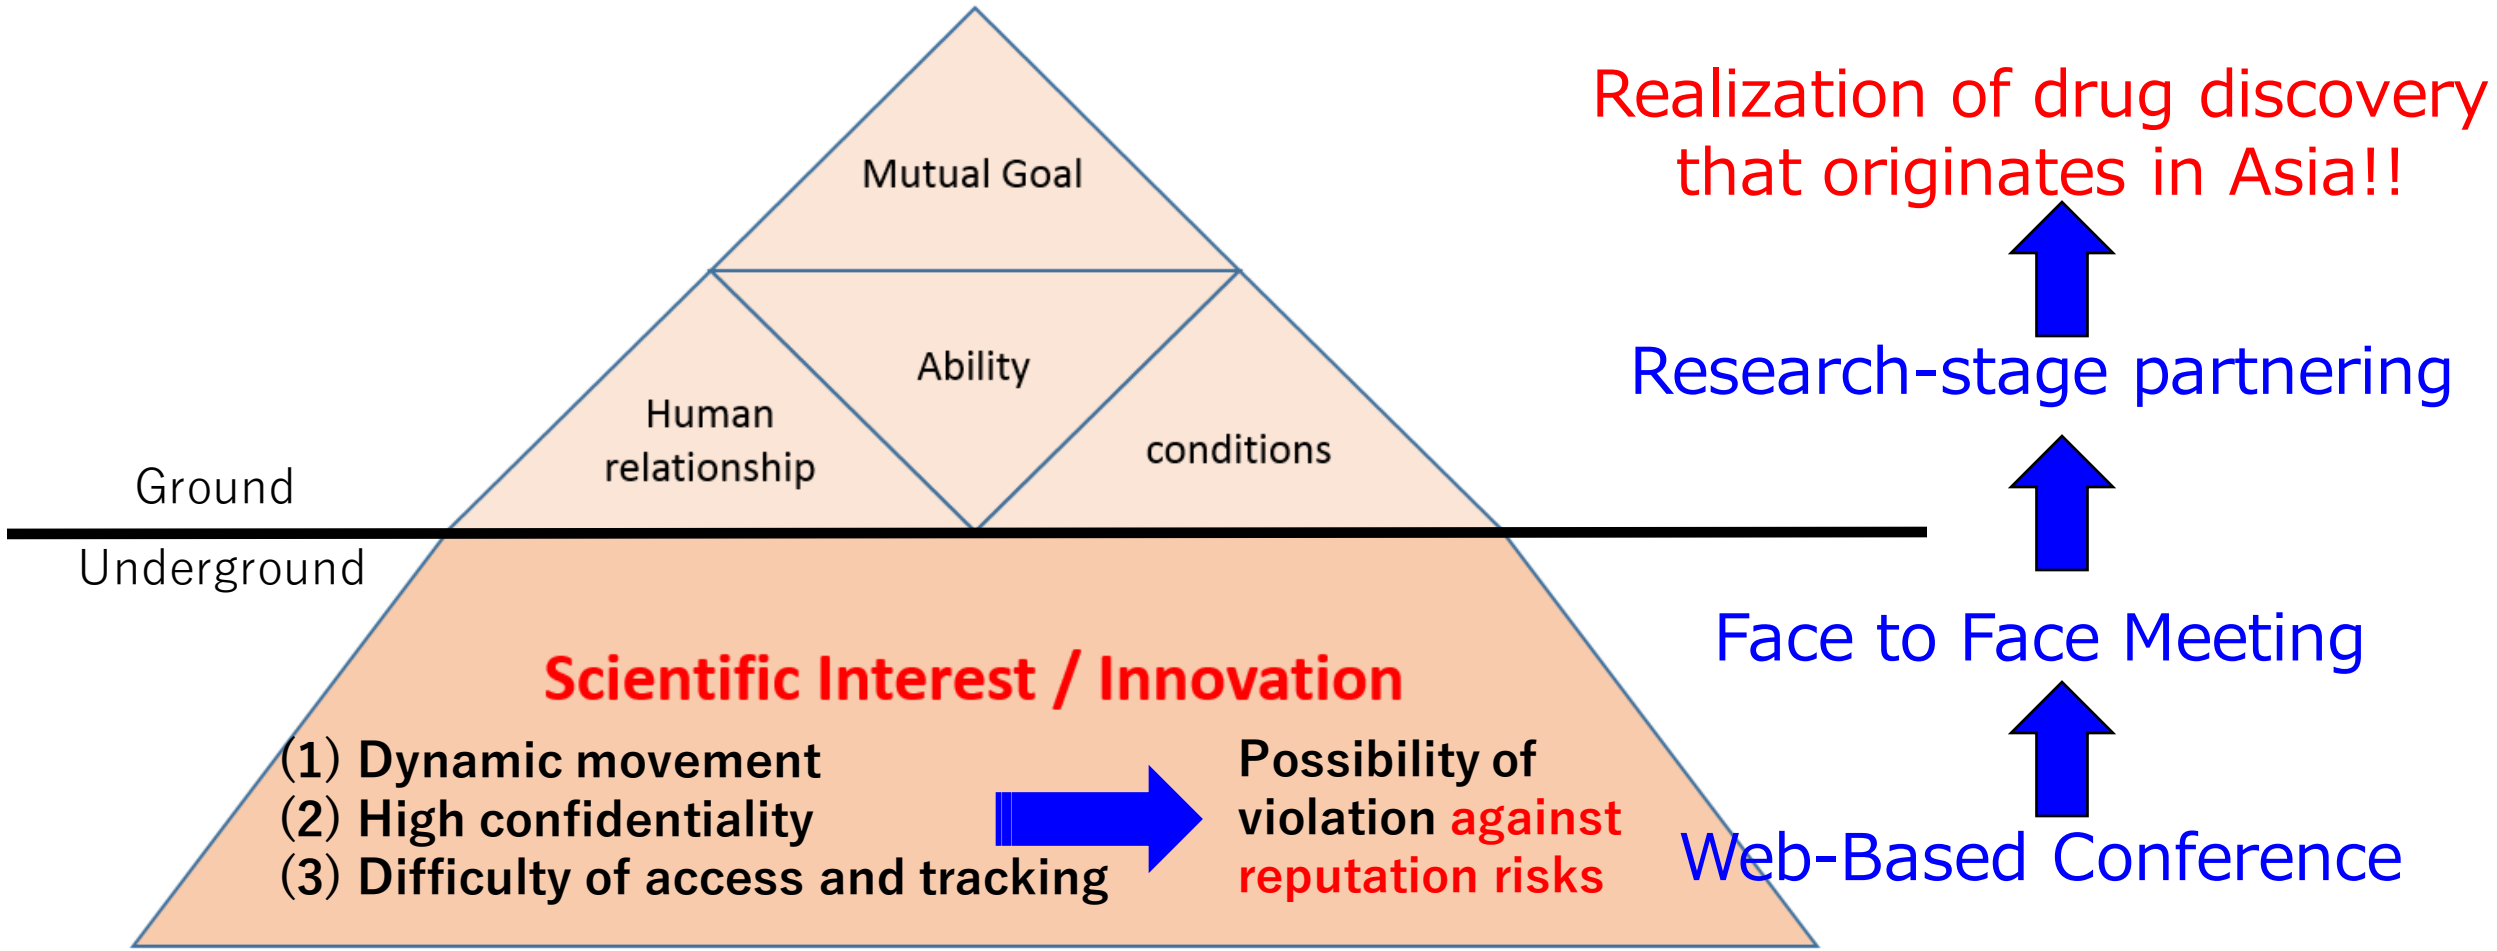 Mutual Goal
Ability
Human
relationship
conditions
Ground
Underground
Scientific Interest / Innovation
(1) Dynamic movement
(2) High confidentiality
(3) Difficulty of access and tracking
Possibility of
violation against
reputation risks
Realization of drug discovery
that originates in Asia!!
Research-stage partnering
Face to Face Meeting
Web-Based Conference